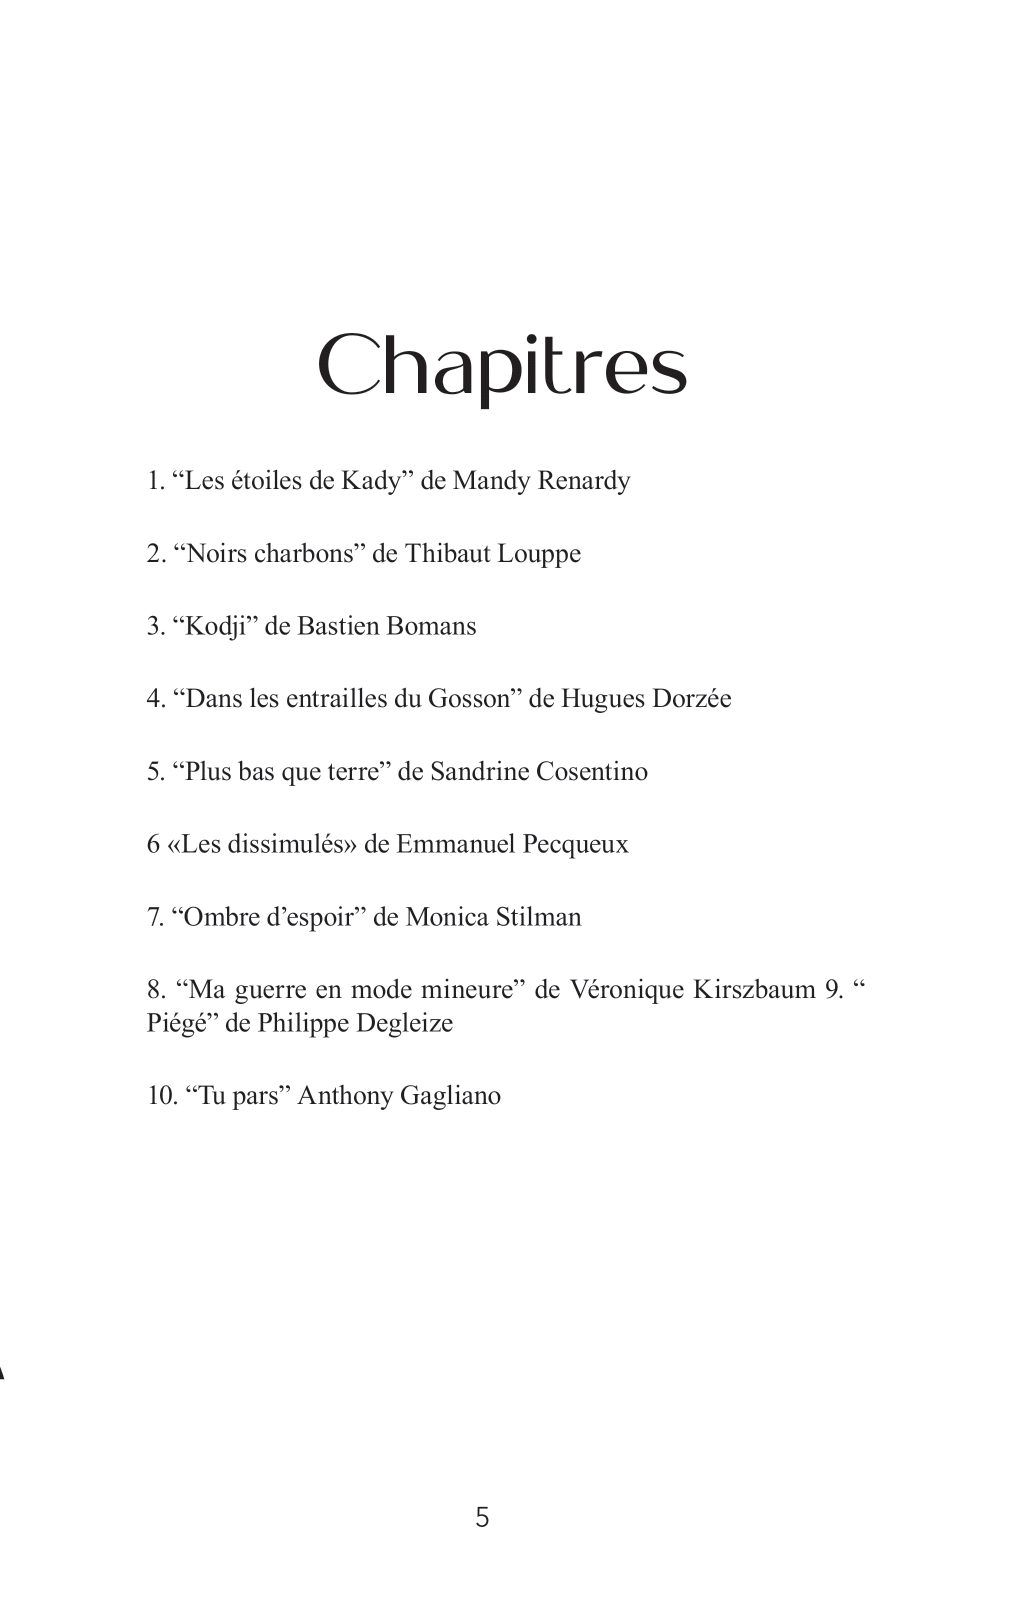 Chapitres
1. “Les étoiles de Kady” de Mandy Renardy
2. “Noirs charbons” de Thibaut Louppe
3. “Kodji” de Bastien Bomans
4. “Dans les entrailles du Gosson” de Hugues Dorzée
5. “Plus bas que terre” de Sandrine Cosentino
6 «Les dissimulés» de Emmanuel Pecqueux
7. “Ombre d’espoir” de Monica Stilman
8. “Ma guerre en mode mineure” de Véronique Kirszbaum 9. “
Piégé” de Philippe Degleize
10. “Tu pars” Anthony Gagliano
5